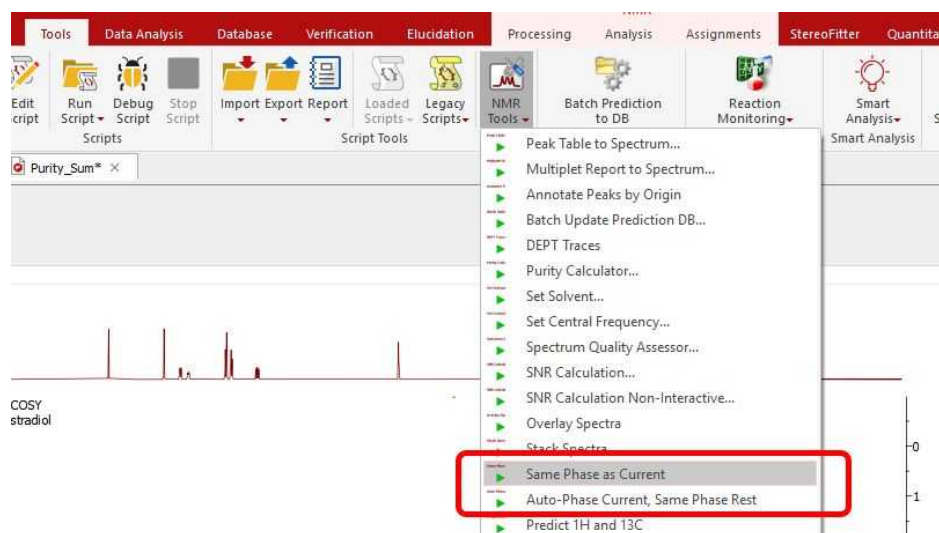 NMR
Tools Data Analysis Database Verification Elucidation Processing Analysis Assignments StereoFitter Quantita
Edit Run Debug Stop Import Export Report Loaded Legacy NMR Batch Prediction Reaction Smart
cript Script Script Script Scripts Scripts Tools to DB Monitoring Analysis S
Scripts Script Tools Smart Analysis
Purity_Sum*
Peak Table to Spectrum...
Multiplet Report to Spectrum...
Annotate Peaks by Origin
Batch Update Prediction DB...
DEPT Traces
Purity Calculator...
Set Solvent...
Set Central Frequency...
Spectrum Quality Assessor...
SNR Calculation...
SNR Calculation Non-Interactive...
Overlay Spectra
Stack Spectra
Same Phase as Current
Auto-Phase Current, Same Phase Rest
Predict 1H and 13C
COSY
stradiol
0
1